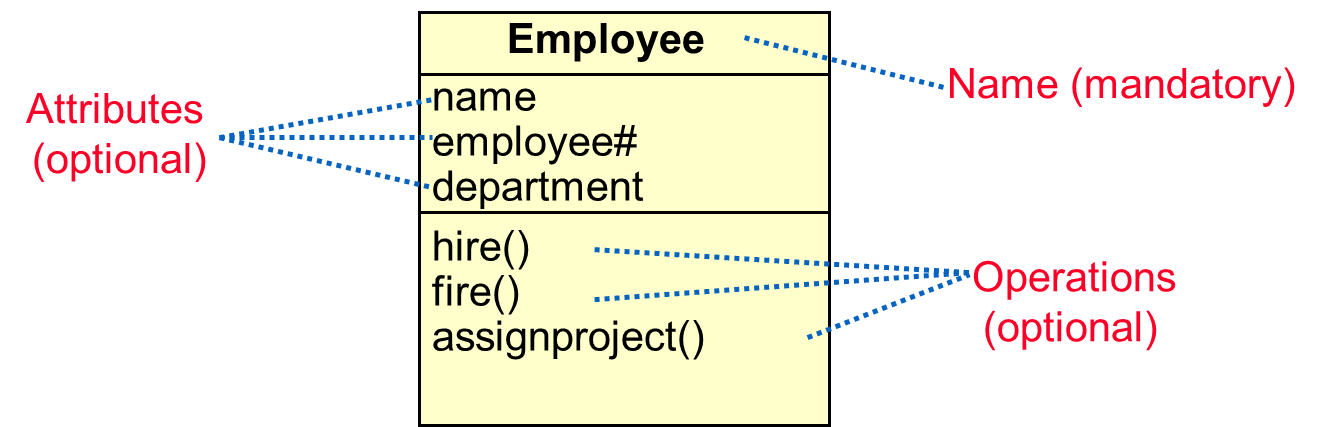 Employee
Name (mandatory)
Attributes
(optional)
name
employee#
department
hire()
fire()
assignproject()
Operations
(optional)